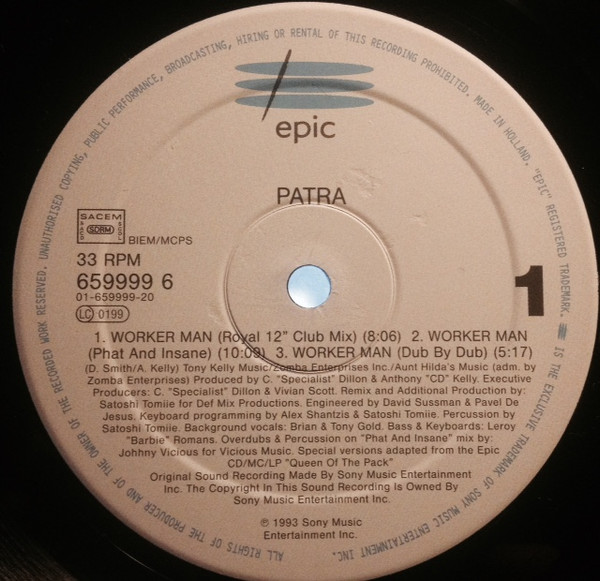 epic
PATRA
SACEM
SDRM
BIEM/MCPS
33 RPM
659999 6
01-659999-20
LC 0199
1
1. WORKER MAN (Royal 12" Club Mix) (8:06) 2. WORKER MAN
(Phat And Insane) (10:09) 3. WORKER MAN (Dub By Dub) (5:17)
(D. Smith/A. Kelly) Tony Kelly Music/Zomba Enterprises Inc./Aunt Hilda's Music (adm. by
Zomba Enterprises) Produced by C. "Specialist" Dillon & Anthony "CD" Kelly. Executive
Producers: C. "Specialist" Dillon & Vivian Scott. Remix and Additional Production by:
Satoshi Tomiie for Def Mix Productions. Engineered by David Sussman & Pavel De
Jesus. Keyboard programming by Alex Shantzis & Satoshi Tomiie. Percussion by
Satoshi Tomiie. Background vocals: Brian & Tony Gold. Bass & Keyboards: Leroy
"Barbie" Romans. Overdubs & Percussion on "Phat And Insane" mix by:
Johhny Vicious for Vicious Music. Special versions adapted from the Epic
CD/MC/LP "Queen Of The Pack"
Original Sound Recording Made By Sony Music Entertainment
Inc. The Copyright In This Sound Recording Is Owned By
Sony Music Entertainment Inc.
℗ 1993 Sony Music
Entertainment Inc.
ALL RIGHTS OF THE PRODUCER AND OF THE OWNER OF THE RECORDED WORK RESERVED. UNAUTHORISED COPYING, PUBLIC PERFORMANCE, BROADCASTING, HIRING OR RENTAL OF THIS RECORDING PROHIBITED. MADE IN HOLLAND. "EPIC" REGISTERED TRADEMARK. IS THE EXCLUSIVE TRADEMARK OF SONY MUSIC ENTERTAINMENT INC.